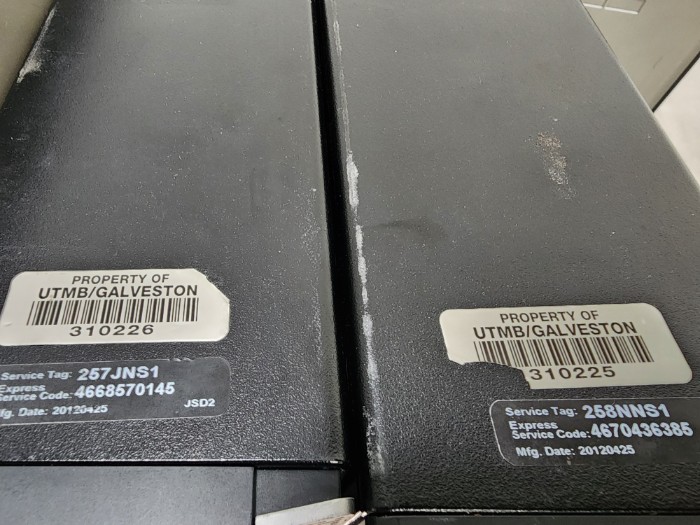 PROPERTY OF
UTMB/GALVESTON
310226
Service Tag: 257JNS1
Express
Service Code: 4668570145
Mfg. Date: 20120425 JSD2
PROPERTY OF
UTMB/GALVESTON
310225
Service Tag: 258NNS1
Express
Service Code: 4670436385
Mfg. Date: 20120425